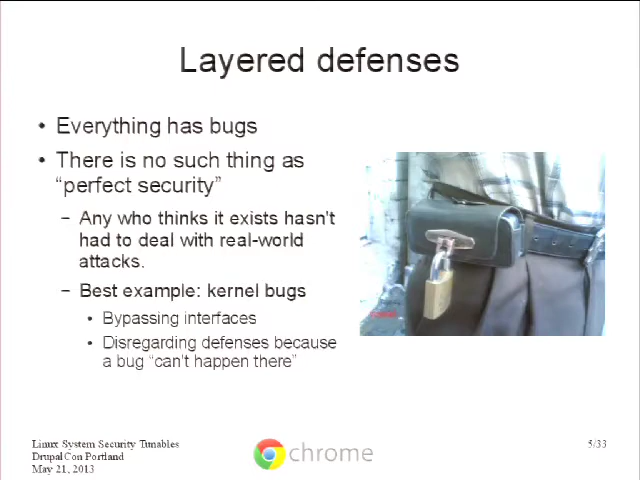 Layered defenses
• Everything has bugs
• There is no such thing as
“perfect security”
– Any who thinks it exists hasn't
had to deal with real-world
attacks.
– Best example: kernel bugs
• Bypassing interfaces
• Disregarding defenses because
a bug “can't happen there”
Linux System Security Tunables
DrupalCon Portland
May 21, 2013
chrome
5/33